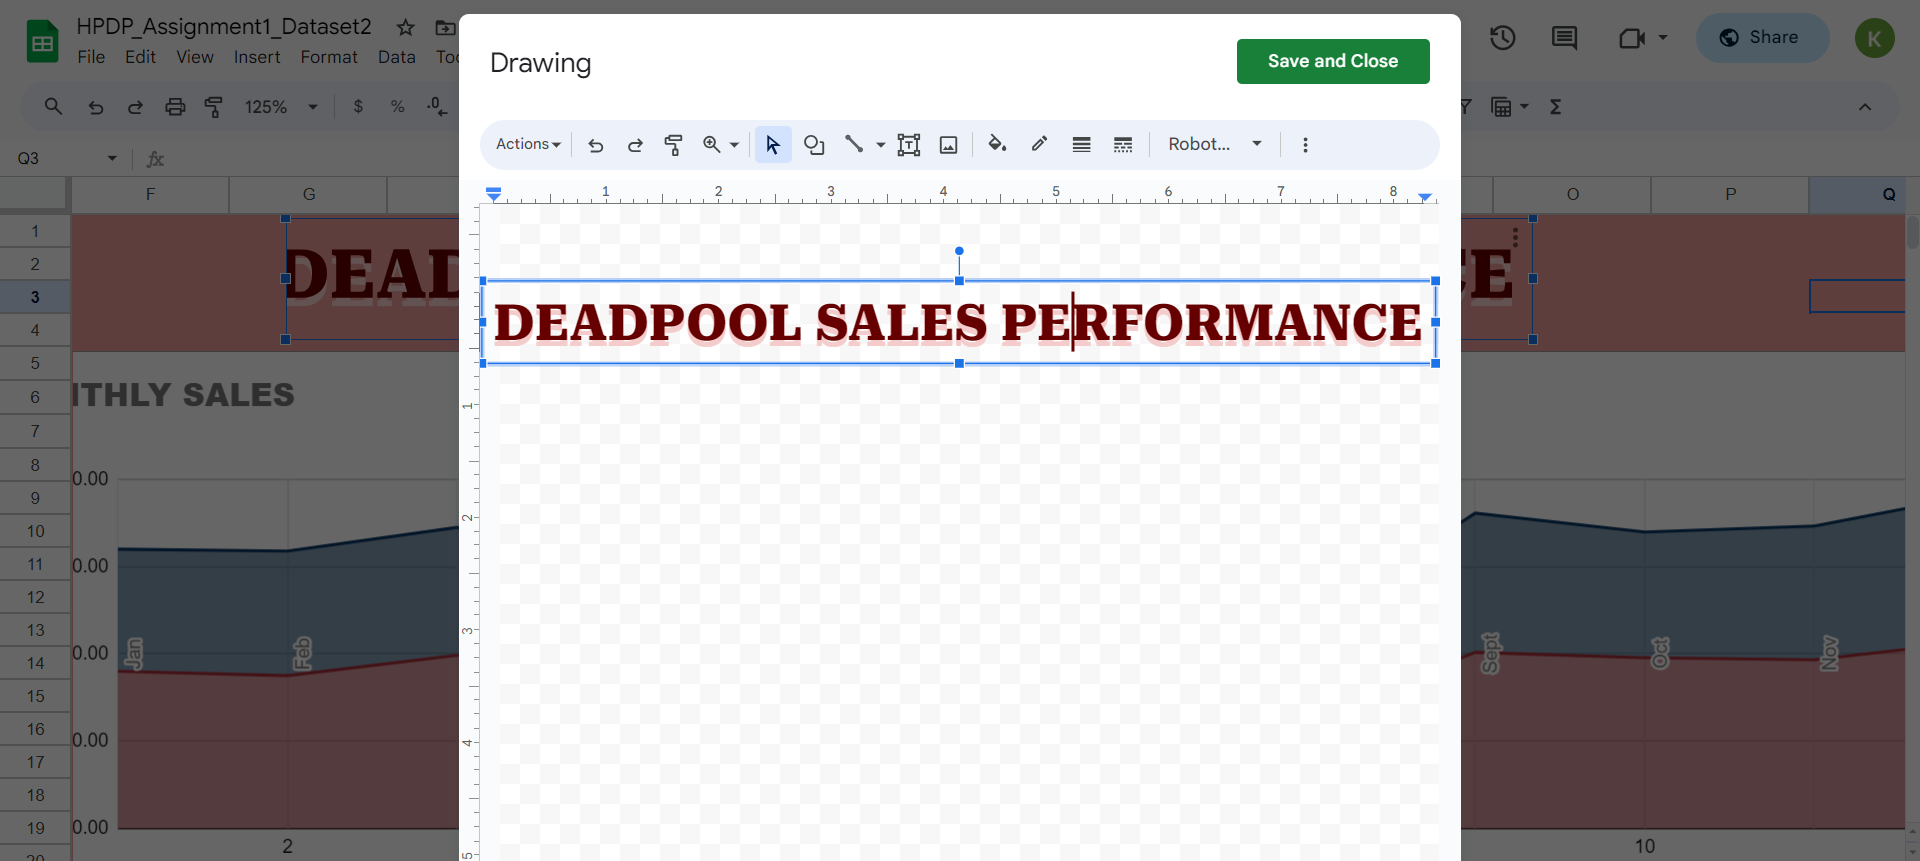 HPDP_Assignment1_Dataset2
File Edit View Insert Format Data
Share
K
125% $ % .0
Q3
F G O P Q
1
2
3
4
5
6
7
8
9
10
11
12
13
14
15
16
17
18
19
DEAD
CE
THLY SALES
0.00
0.00
0.00
0.00
0.00
Jan Feb Sept Oct Nov
2 10
Drawing
Save and Close
Actions Robot...
1 2 3 4 5 6 7 8
DEADPOOL SALES PERFORMANCE
1
2
3
4
5